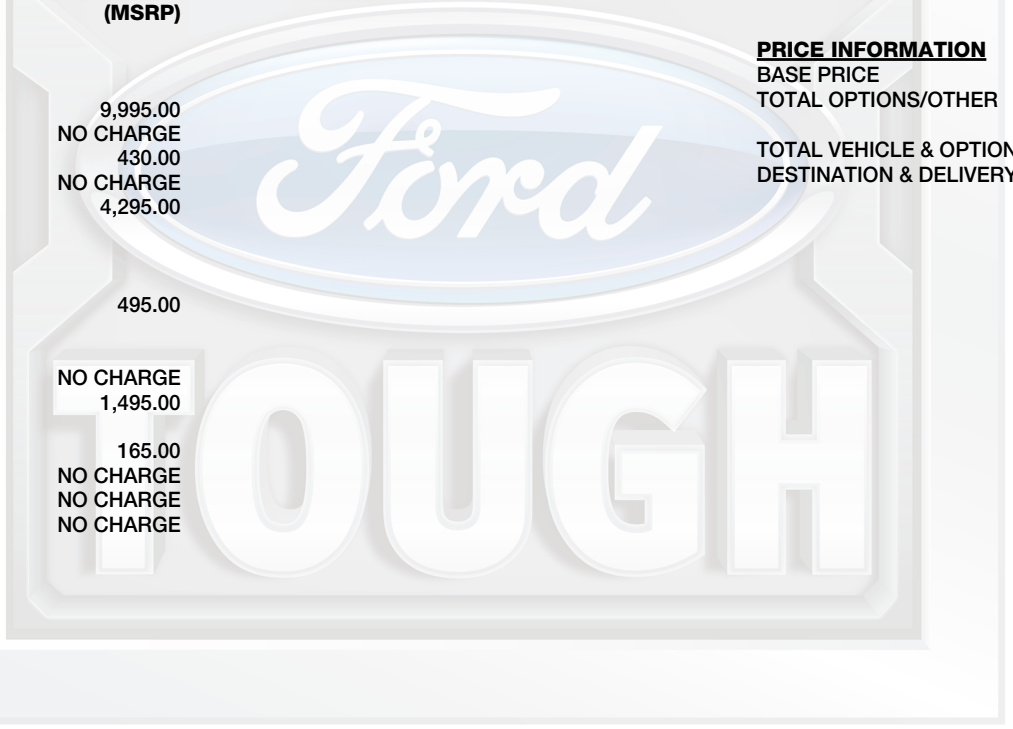 (MSRP)
9,995.00
NO CHARGE
430.00
NO CHARGE
4,295.00
495.00
NO CHARGE
1,495.00
165.00
NO CHARGE
NO CHARGE
NO CHARGE
PRICE INFORMATION
BASE PRICE
TOTAL OPTIONS/OTHER
TOTAL VEHICLE & OPTION
DESTINATION & DELIVERY
Ford
TOUGH